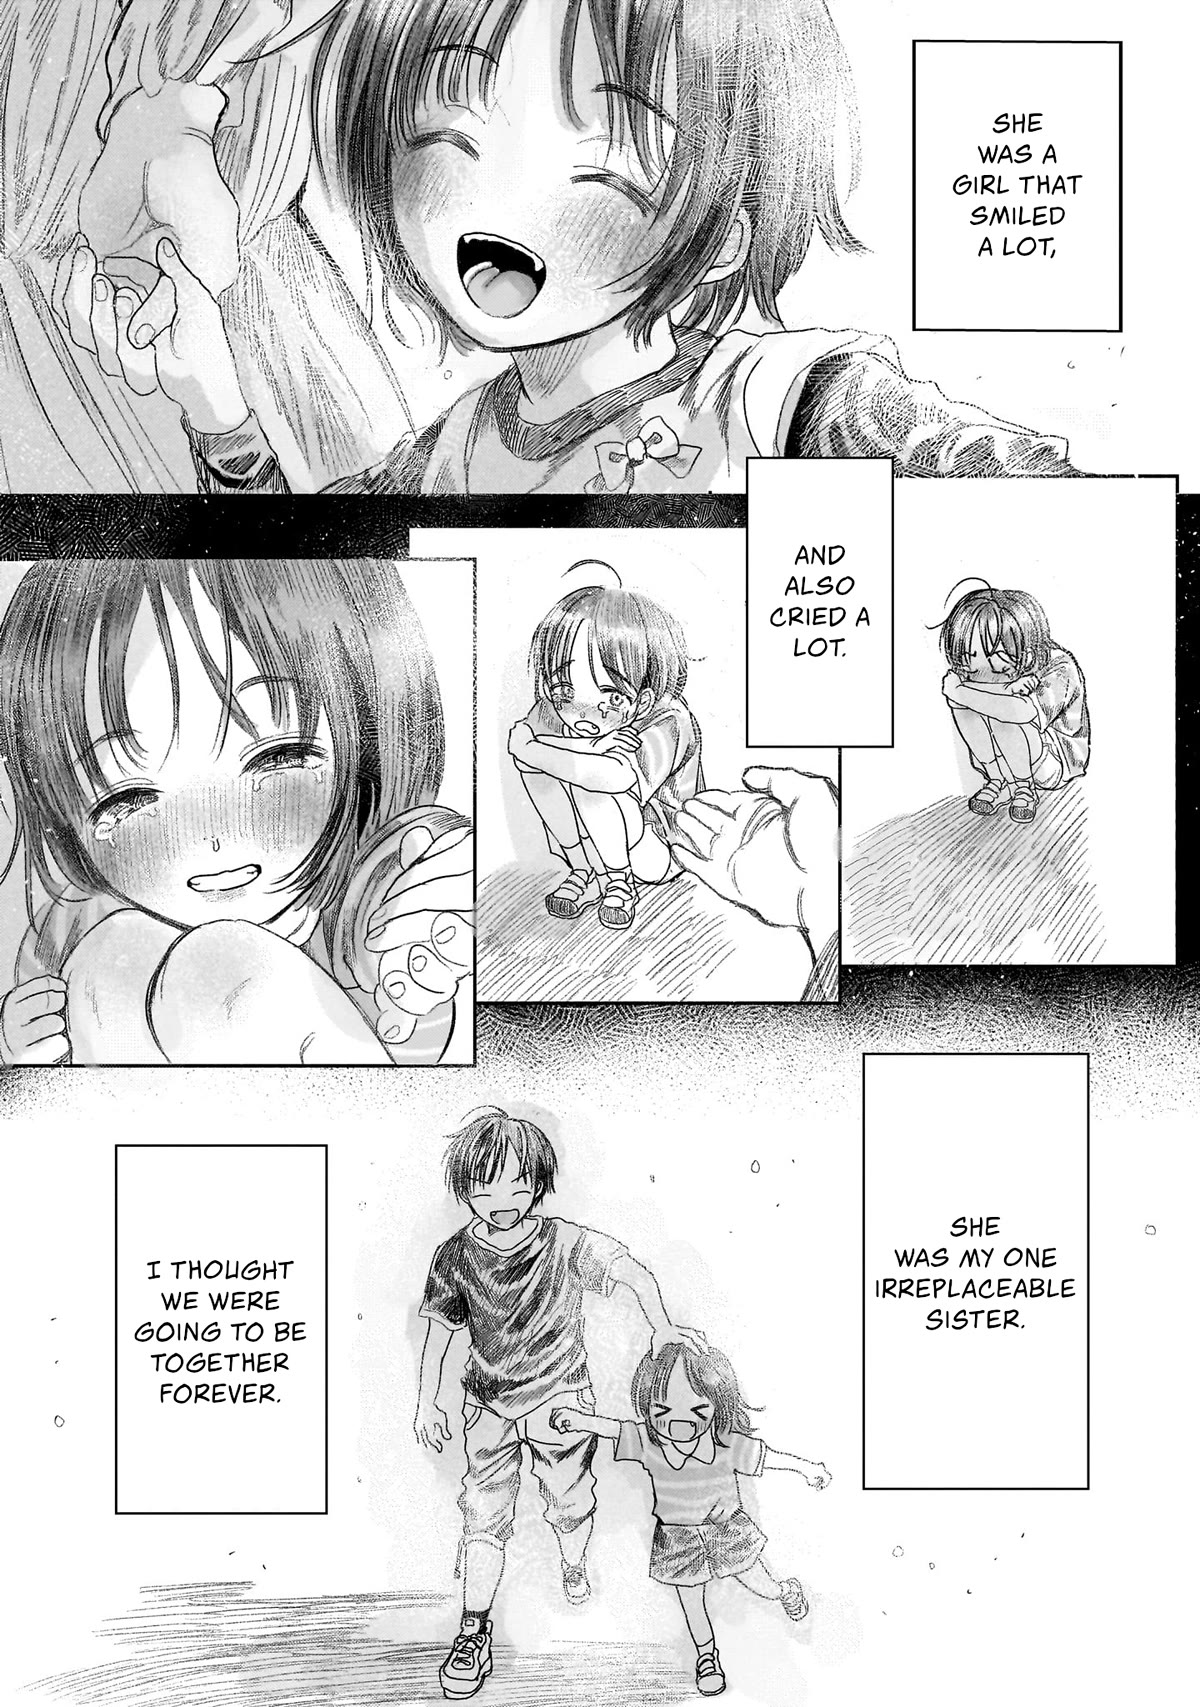 SHE
WAS A
GIRL THAT
SMILED
A LOT,
AND
ALSO
CRIED A
LOT.
SHE
WAS MY ONE
IRREPLACEABLE
SISTER.
I THOUGHT
WE WERE
GOING TO BE
TOGETHER
FOREVER.